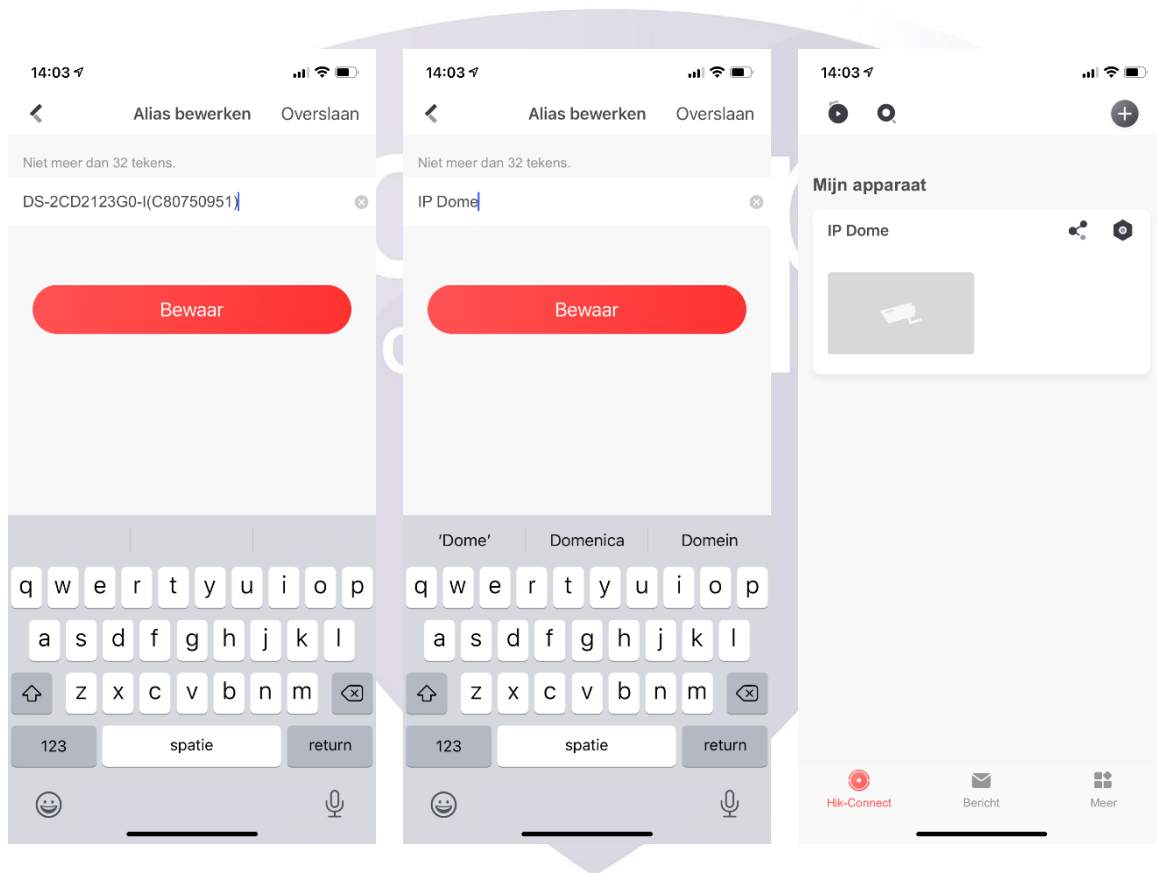 14:03
Alias bewerken Overslaan
Niet meer dan 32 tekens.
DS-2CD2123G0-I(C80750951)
Bewaar
q w e r t y u i o p
a s d f g h j k l
z x c v b n m
123 spatie return
14:03
Alias bewerken Overslaan
Niet meer dan 32 tekens.
IP Dome
Bewaar
'Dome' Domenica Domein
q w e r t y u i o p
a s d f g h j k l
z x c v b n m
123 spatie return
14:03
Mijn apparaat
IP Dome
Hik-Connect Bericht Meer